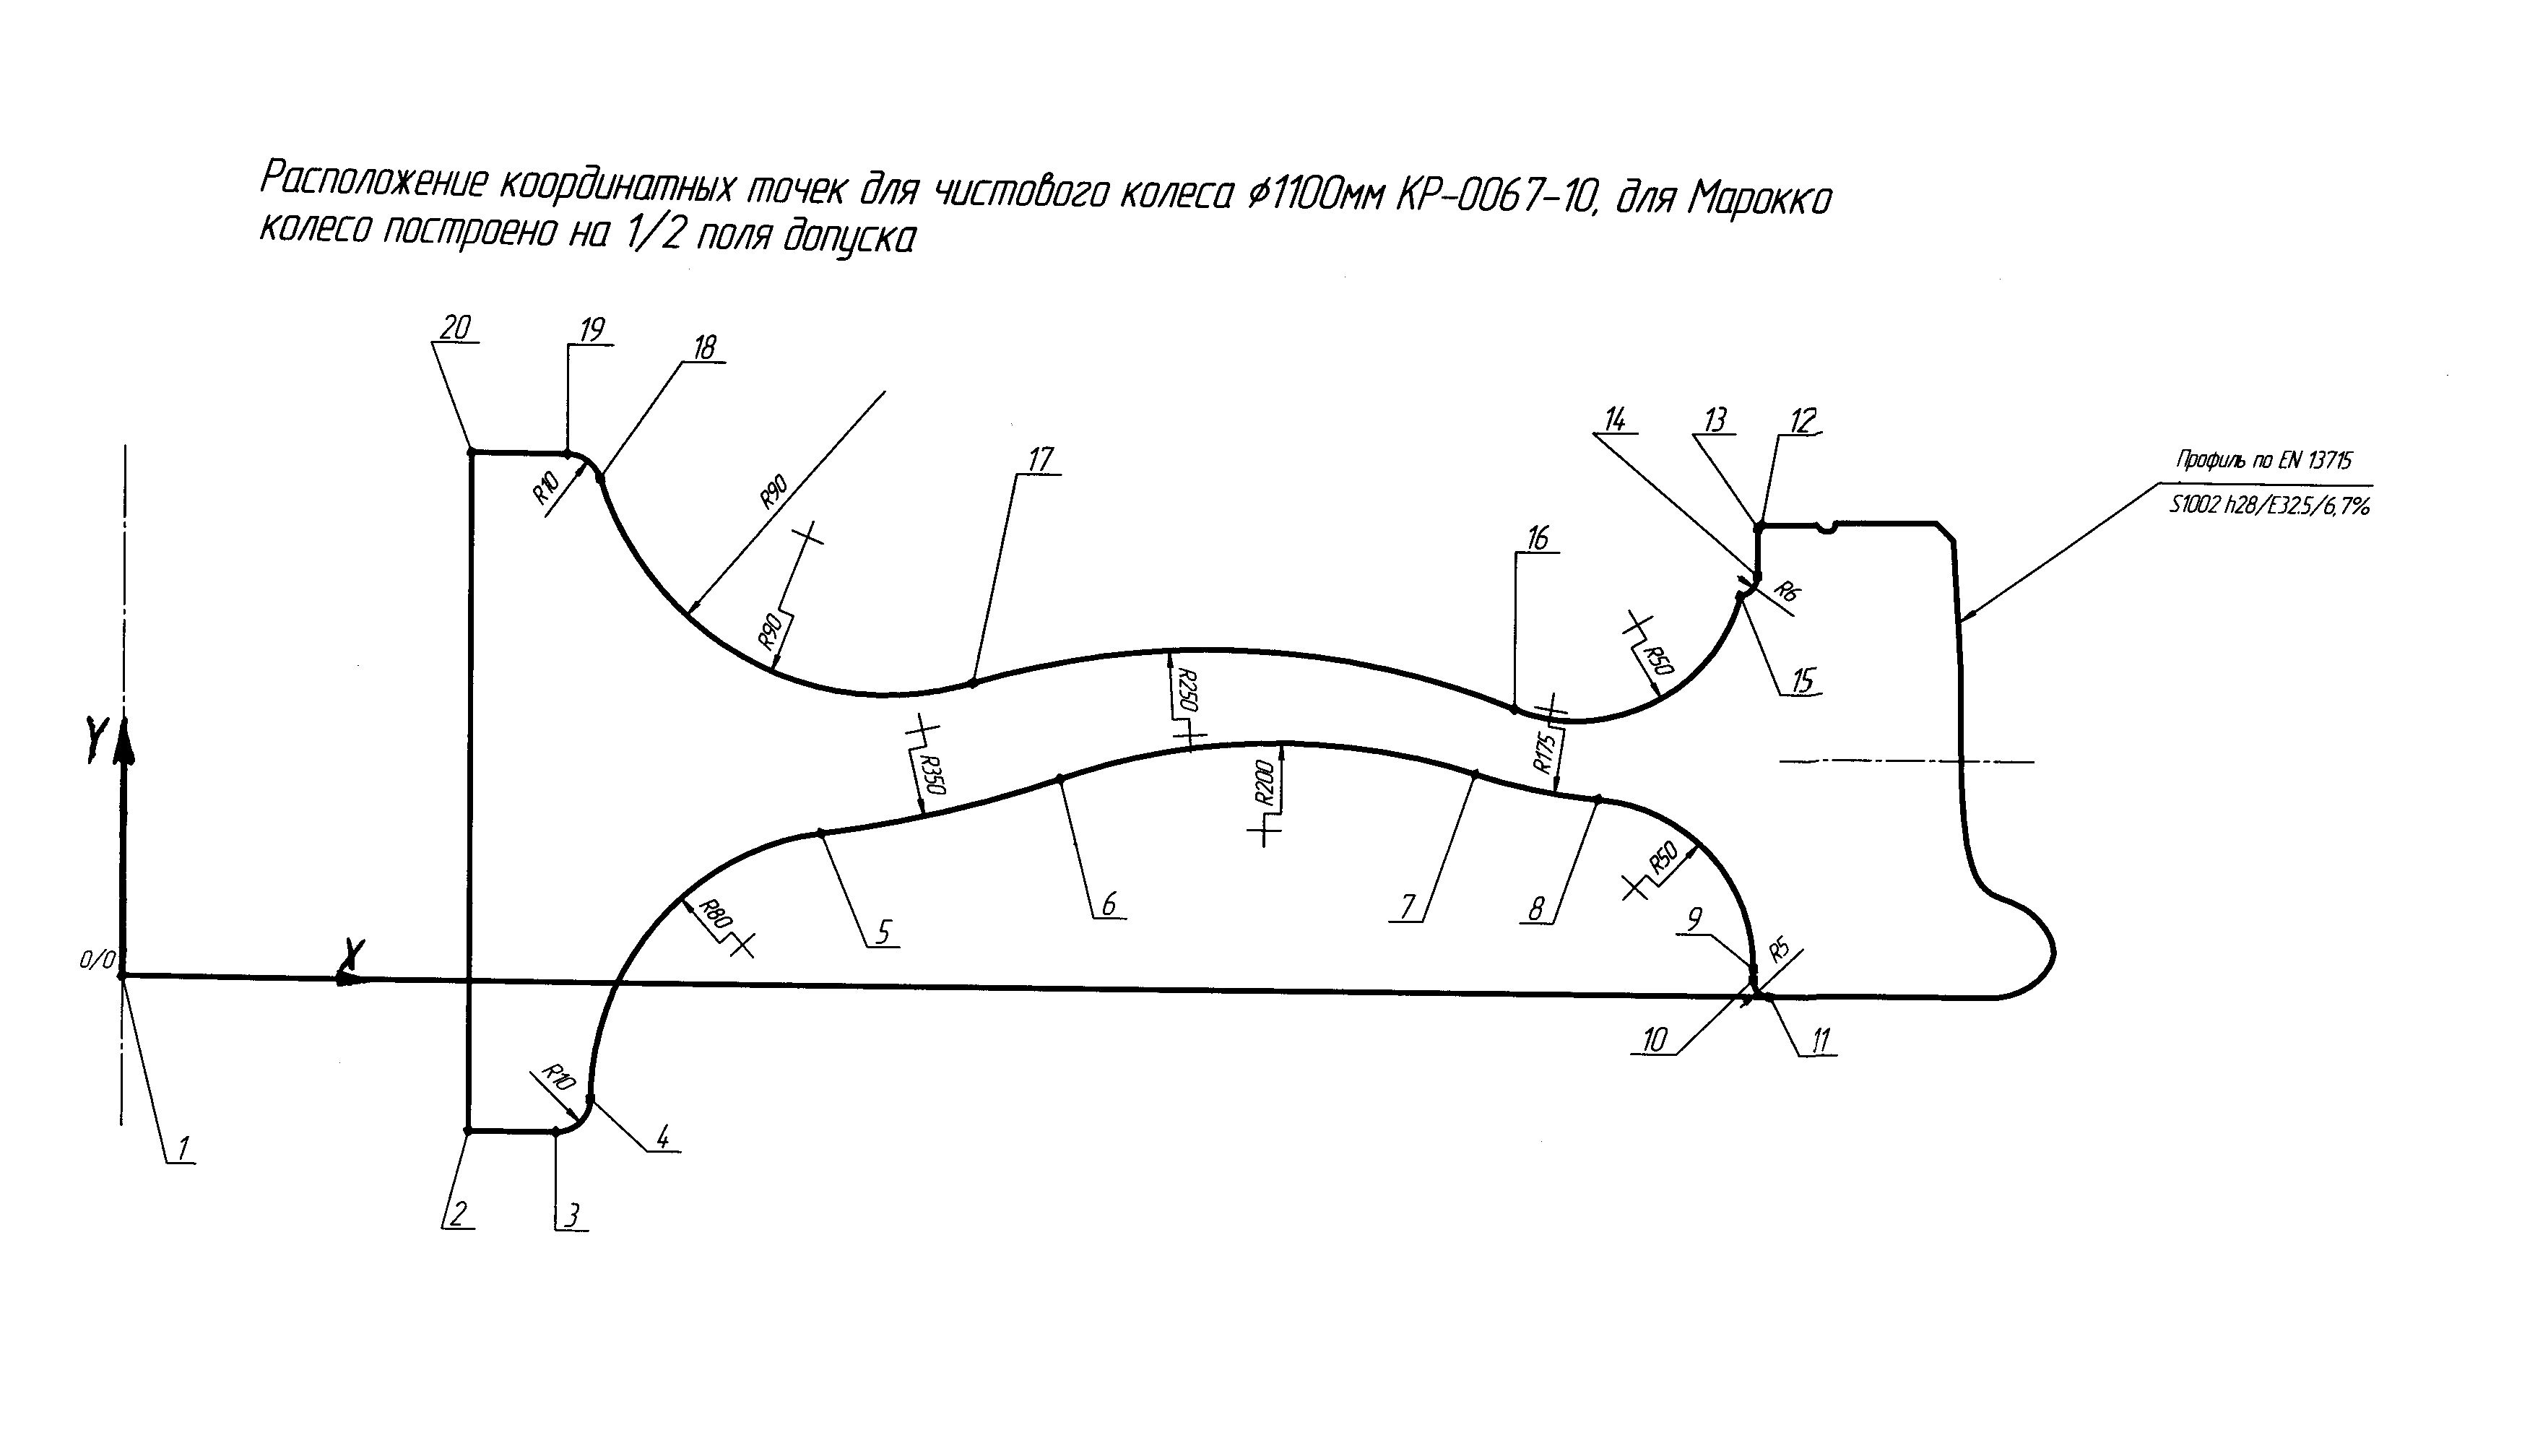 Расположение координатных точек для чистового колеса ϕ1100мм КР-0067-10, для Марокко
колесо построено на 1/2 поля допуска
20
19
18
14
13
12
17
Профиль по EN 13715
S1002 h28/E32.5/6,7%
R10
R90
16
R6
R90
R50
15
R250
Y
R175
R350
R200
R50
6
7
8
9
R80
5
X
R5
0/0
10
11
R10
1
4
2
3